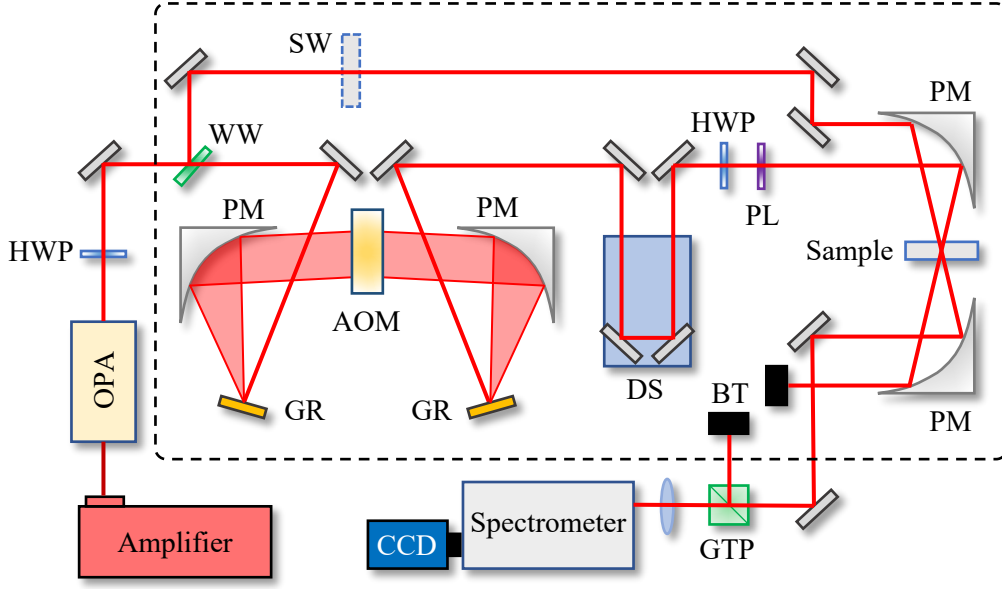 SW
PM
WW
HWP
PL
PM
PM
HWP
Sample
AOM
OPA
GR
GR
DS
BT
PM
Amplifier
CCD
Spectrometer
GTP